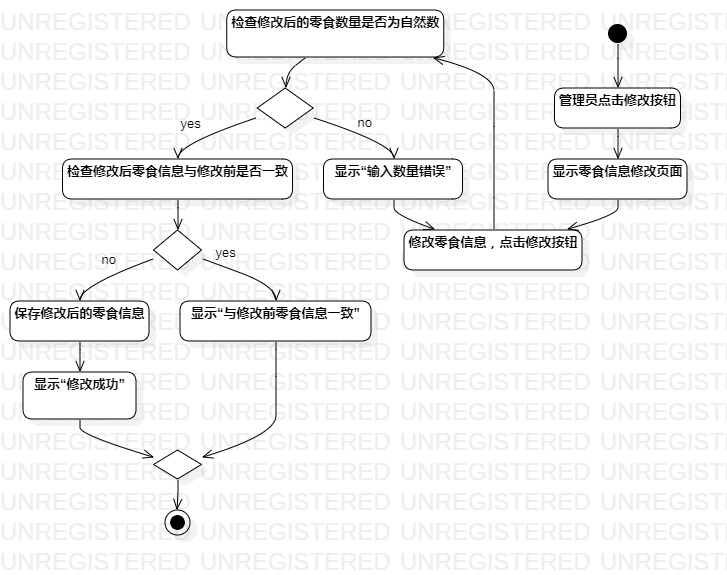 检查修改后的零食数量是否为自然数
管理员点击修改按钮
yes
no
检查修改后零食信息与修改前是否一致
显示“输入数量错误”
显示零食信息修改页面
修改零食信息，点击修改按钮
no
yes
保存修改后的零食信息
显示“与修改前零食信息一致”
显示“修改成功”
UNREGISTERED